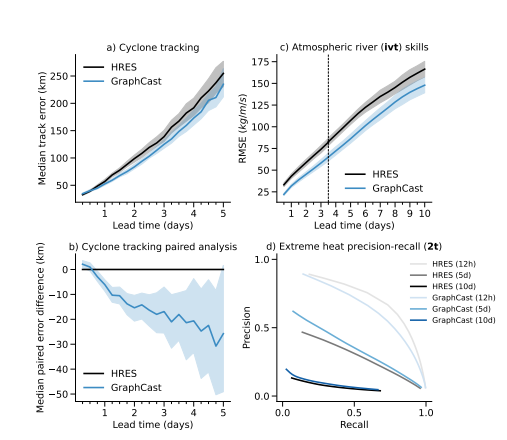 a) Cyclone tracking
HRES
GraphCast
Median track error (km)
250
200
150
100
50
1 2 3 4 5
Lead time (days)
c) Atmospheric river (ivt) skills
HRES
GraphCast
RMSE (kg/m/s)
175
150
125
100
75
50
25
1 2 3 4 5 6 7 8 9 10
Lead time (days)
b) Cyclone tracking paired analysis
HRES
GraphCast
Median paired error difference (km)
0
−10
−20
−30
−40
−50
1 2 3 4 5
Lead time (days)
d) Extreme heat precision-recall (2t)
HRES (12h)
HRES (5d)
HRES (10d)
GraphCast (12h)
GraphCast (5d)
GraphCast (10d)
Precision
1.0
0.5
0.0
0.0 0.5 1.0
Recall